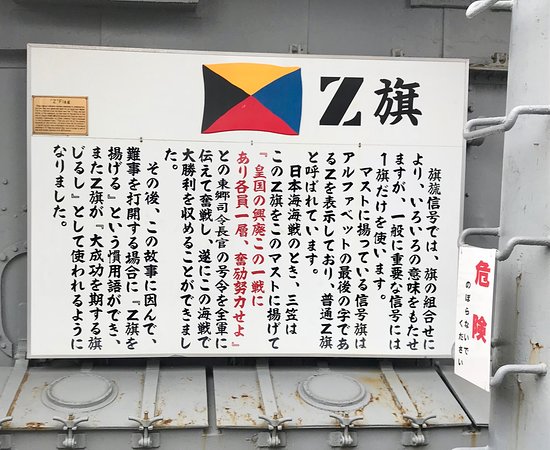 Z旗
旗旒信号では、旗の組合せに
より、いろいろの意味をもたせ
ますが、一般に重要な信号には
1旗だけを使います。
マストに揚っている信号旗は
アルファベットの最後の字であ
るZを表示しており、普通Z旗
と呼ばれています。
日本海海戦のとき、三笠は
このZ旗をこのマストに揚げて
『皇国の興廃この一戦に
あり各員一層、奮励努力せよ』
との東郷司令長官の号令を全軍に
伝えて奮戦し、遂にこの海戦で
大勝利を収めることができまし
た。
その後、この故事に因んで、
難事を打開する場合に『Z旗を
揚げる』という慣用語ができ、
またZ旗が『大成功を期する旗
じるし』として使われるように
なりました。
"Z" Flag
危険
のぼらないで
ください